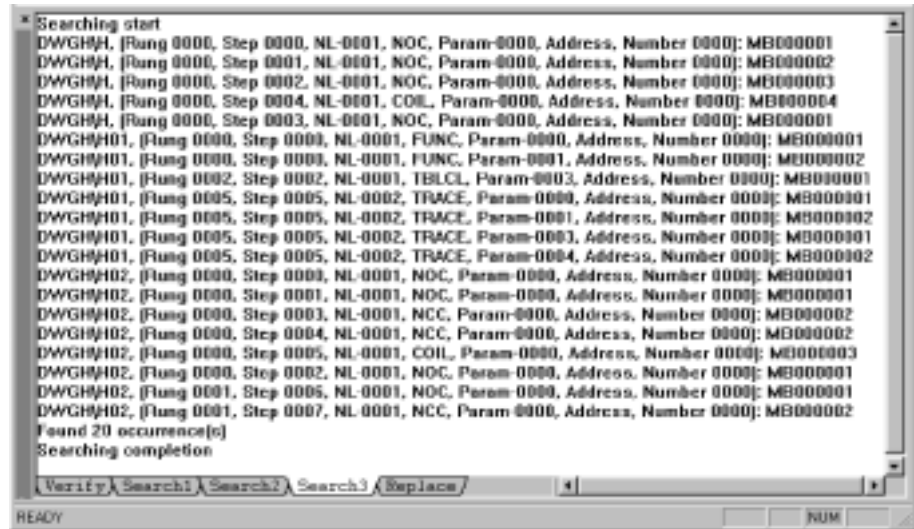 Searching start
DWGH\H, [Rung 0000, Step 0000, NL-0001, NOC, Param-0000, Address, Number 0000]: MB000001
DWGH\H, [Rung 0000, Step 0001, NL-0001, NOC, Param-0000, Address, Number 0000]: MB000002
DWGH\H, [Rung 0000, Step 0002, NL-0001, NOC, Param-0000, Address, Number 0000]: MB000003
DWGH\H, [Rung 0000, Step 0004, NL-0001, COIL, Param-0000, Address, Number 0000]: MB000004
DWGH\H, [Rung 0000, Step 0003, NL-0001, NOC, Param-0000, Address, Number 0000]: MB000001
DWGH\H01, [Rung 0000, Step 0000, NL-0001, FUNC, Param-0000, Address, Number 0000]: MB000001
DWGH\H01, [Rung 0000, Step 0000, NL-0001, FUNC, Param-0001, Address, Number 0000]: MB000002
DWGH\H01, [Rung 0002, Step 0002, NL-0001, TBLCL, Param-0003, Address, Number 0000]: MB000001
DWGH\H01, [Rung 0005, Step 0005, NL-0002, TRACE, Param-0000, Address, Number 0000]: MB000001
DWGH\H01, [Rung 0005, Step 0005, NL-0002, TRACE, Param-0001, Address, Number 0000]: MB000002
DWGH\H01, [Rung 0005, Step 0005, NL-0002, TRACE, Param-0003, Address, Number 0000]: MB000001
DWGH\H01, [Rung 0005, Step 0005, NL-0002, TRACE, Param-0004, Address, Number 0000]: MB000002
DWGH\H02, [Rung 0000, Step 0000, NL-0001, NOC, Param-0000, Address, Number 0000]: MB000001
DWGH\H02, [Rung 0000, Step 0001, NL-0001, NOC, Param-0000, Address, Number 0000]: MB000001
DWGH\H02, [Rung 0000, Step 0003, NL-0001, NCC, Param-0000, Address, Number 0000]: MB000002
DWGH\H02, [Rung 0000, Step 0004, NL-0001, NCC, Param-0000, Address, Number 0000]: MB000002
DWGH\H02, [Rung 0000, Step 0005, NL-0001, COIL, Param-0000, Address, Number 0000]: MB000003
DWGH\H02, [Rung 0000, Step 0002, NL-0001, NOC, Param-0000, Address, Number 0000]: MB000001
DWGH\H02, [Rung 0001, Step 0006, NL-0001, NOC, Param-0000, Address, Number 0000]: MB000001
DWGH\H02, [Rung 0001, Step 0007, NL-0001, NCC, Param-0000, Address, Number 0000]: MB000002
Found 20 occurrence(s)
Searching completion
Verify Search1 Search2 Search3 Replace
READY NUM